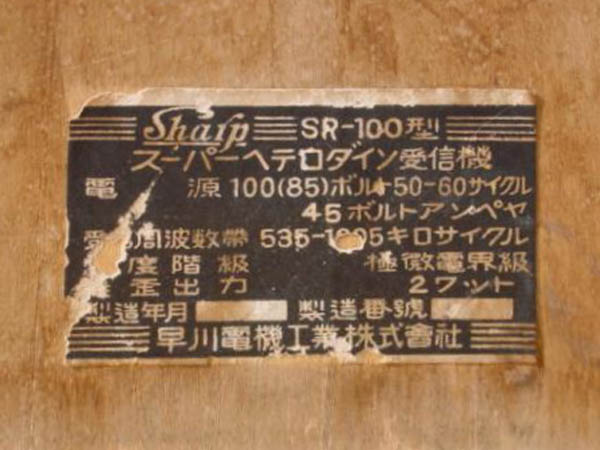 Sharp SR-100型
スーパーヘテロダイン受信機
電源 100(85)ボルト50-60サイクル
45ボルトアンペヤ
周波数帯 535-1605キロサイクル
度階級 極微電界級
歪出力 2ワット
製造年月 製造番號
早川電機工業株式會社